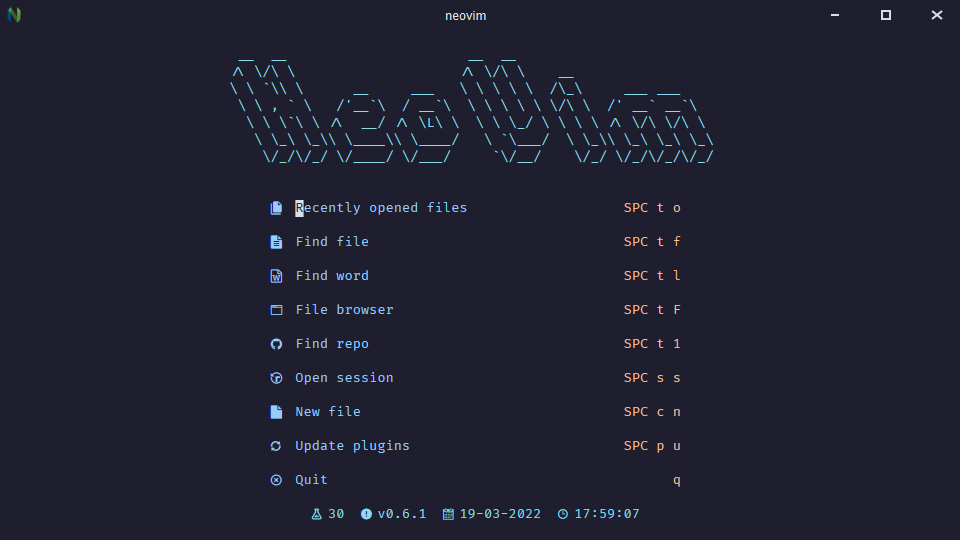 neovim
NeoVim
Recently opened files SPC t o
Find file SPC t f
Find word SPC t l
File browser SPC t F
Find repo SPC t 1
Open session SPC s s
New file SPC c n
Update plugins SPC p u
Quit q
30 v0.6.1 19-03-2022 17:59:07